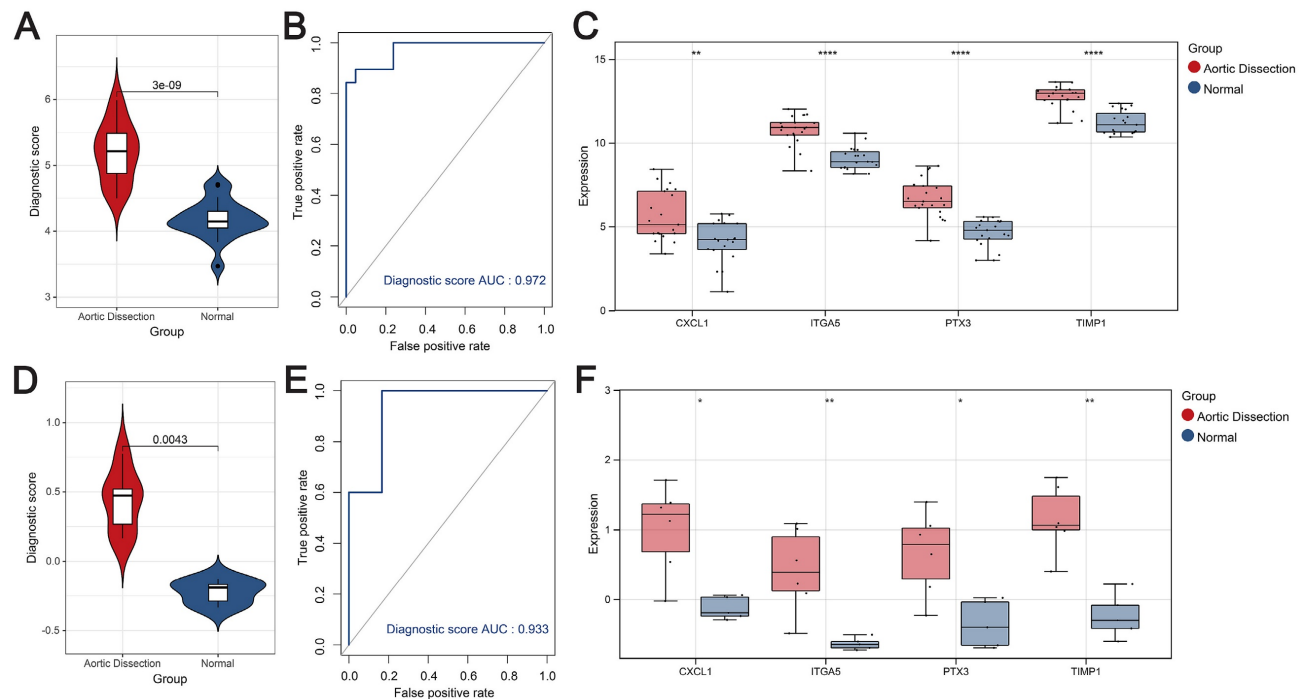 A
Diagnostic score
6
5
4
3
3e-09
Aortic Dissection Normal
Group
B
True positive rate
1.0
0.8
0.6
0.4
0.2
0.0
Diagnostic score AUC : 0.972
0.0 0.2 0.4 0.6 0.8 1.0
False positive rate
C
Expression
15
10
5
0
** **** **** ****
CXCL1 ITGA5 PTX3 TIMP1
Group
Aortic Dissection
Normal
D
Diagnostic score
1.0
0.5
0.0
-0.5
0.0043
Aortic Dissection Normal
Group
E
True positive rate
1.0
0.8
0.6
0.4
0.2
0.0
Diagnostic score AUC : 0.933
0.0 0.2 0.4 0.6 0.8 1.0
False positive rate
F
Expression
3
2
1
0
* ** * **
CXCL1 ITGA5 PTX3 TIMP1
Group
Aortic Dissection
Normal